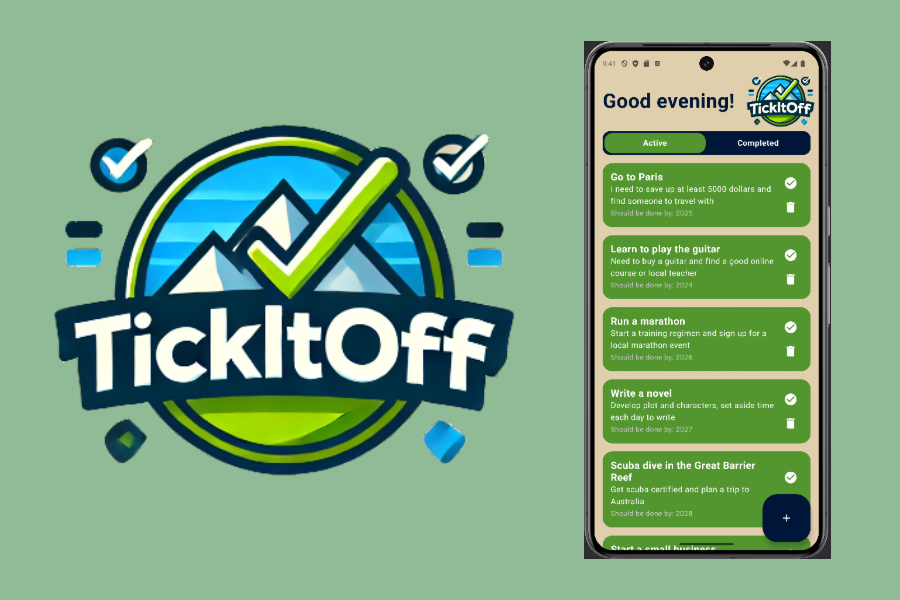 TickItOff
9:41
Good evening!
TickItOff
Active
Completed
Go to Paris
I need to save up at least 5000 dollars and
find someone to travel with
Should be done by: 2025
Learn to play the guitar
Need to buy a guitar and find a good online
course or local teacher
Should be done by: 2024
Run a marathon
Start a training regimen and sign up for a
local marathon event
Should be done by: 2026
Write a novel
Develop plot and characters, set aside time
each day to write
Should be done by: 2027
Scuba dive in the Great Barrier
Reef
Get scuba certified and plan a trip to
Australia
Should be done by: 2028
+
Start a small business